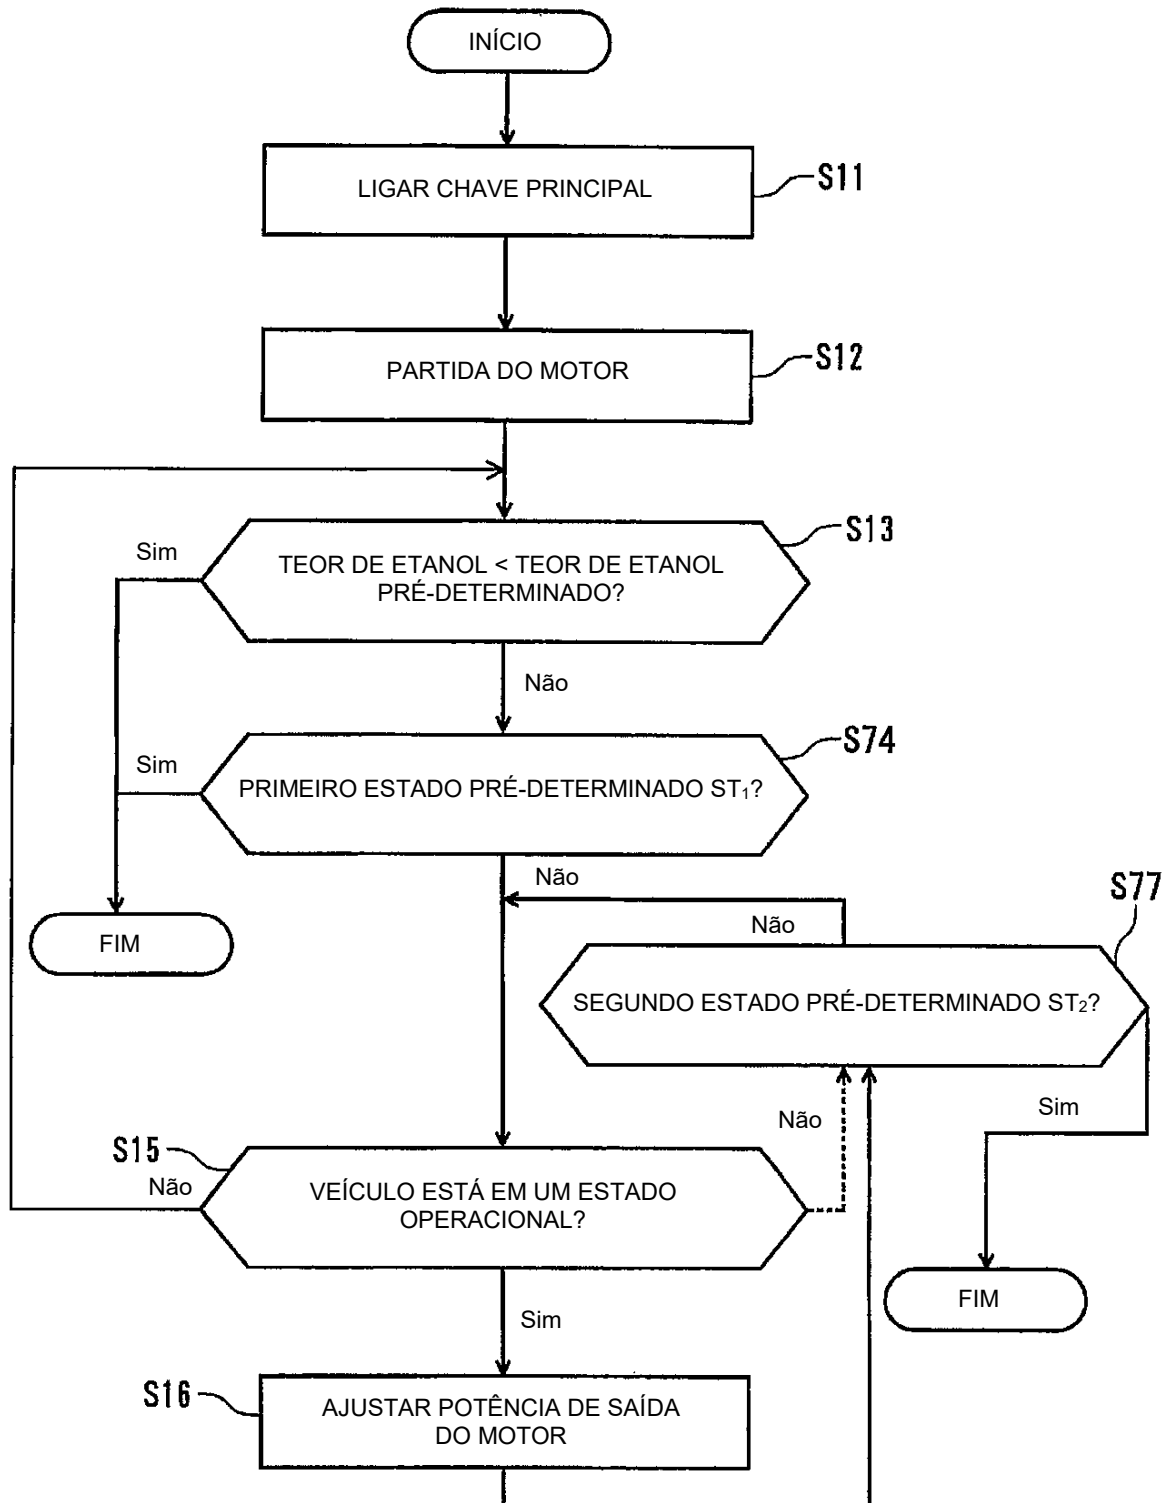 INÍCIO
LIGAR CHAVE PRINCIPAL
S11
PARTIDA DO MOTOR
S12
S13
Sim
TEOR DE ETANOL < TEOR DE ETANOL
PRÉ-DETERMINADO?
Não
S74
Sim
PRIMEIRO ESTADO PRÉ-DETERMINADO ST₁?
Não
S77
Não
FIM
SEGUNDO ESTADO PRÉ-DETERMINADO ST₂?
Não
Sim
S15
Não
VEÍCULO ESTÁ EM UM ESTADO
OPERACIONAL?
FIM
Sim
S16
AJUSTAR POTÊNCIA DE SAÍDA
DO MOTOR